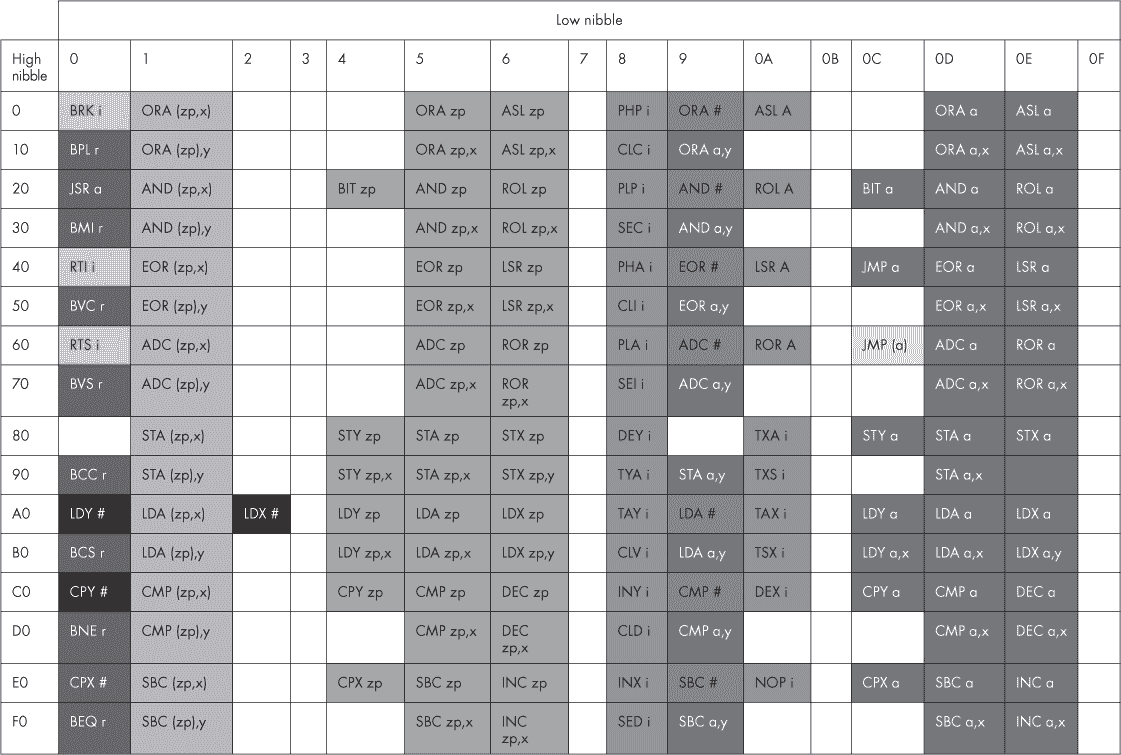 Low nibble
High nibble 0 1 2 3 4 5 6 7 8 9 0A 0B 0C 0D 0E 0F
0 BRK i ORA (zp,x) ORA zp ASL zp PHP i ORA # ASL A ORA a ASL a
10 BPL r ORA (zp),y ORA zp,x ASL zp,x CLC i ORA a,y ORA a,x ASL a,x
20 JSR a AND (zp,x) BIT zp AND zp ROL zp PLP i AND # ROL A BIT a AND a ROL a
30 BMI r AND (zp),y AND zp,x ROL zp,x SEC i AND a,y AND a,x ROL a,x
40 RTI i EOR (zp,x) EOR zp LSR zp PHA i EOR # LSR A JMP a EOR a LSR a
50 BVC r EOR (zp),y EOR zp,x LSR zp,x CLI i EOR a,y EOR a,x LSR a,x
60 RTS i ADC (zp,x) ADC zp ROR zp PLA i ADC # ROR A JMP (a) ADC a ROR a
70 BVS r ADC (zp),y ADC zp,x ROR zp,x SEI i ADC a,y ADC a,x ROR a,x
80 STA (zp,x) STY zp STA zp STX zp DEY i TXA i STY a STA a STX a
90 BCC r STA (zp),y STY zp,x STA zp,x STX zp,y TYA i STA a,y TXS i STA a,x
A0 LDY # LDA (zp,x) LDX # LDY zp LDA zp LDX zp TAY i LDA # TAX i LDY a LDA a LDX a
B0 BCS r LDA (zp),y LDY zp,x LDA zp,x LDX zp,y CLV i LDA a,y TSX i LDY a,x LDA a,x LDX a,y
C0 CPY # CMP (zp,x) CPY zp CMP zp DEC zp INY i CMP # DEX i CPY a CMP a DEC a
D0 BNE r CMP (zp),y CMP zp,x DEC zp,x CLD i CMP a,y CMP a,x DEC a,x
E0 CPX # SBC (zp,x) CPX zp SBC zp INC zp INX i SBC # NOP i CPX a SBC a INC a
F0 BEQ r SBC (zp),y SBC zp,x INC zp,x SED i SBC a,y SBC a,x INC a,x